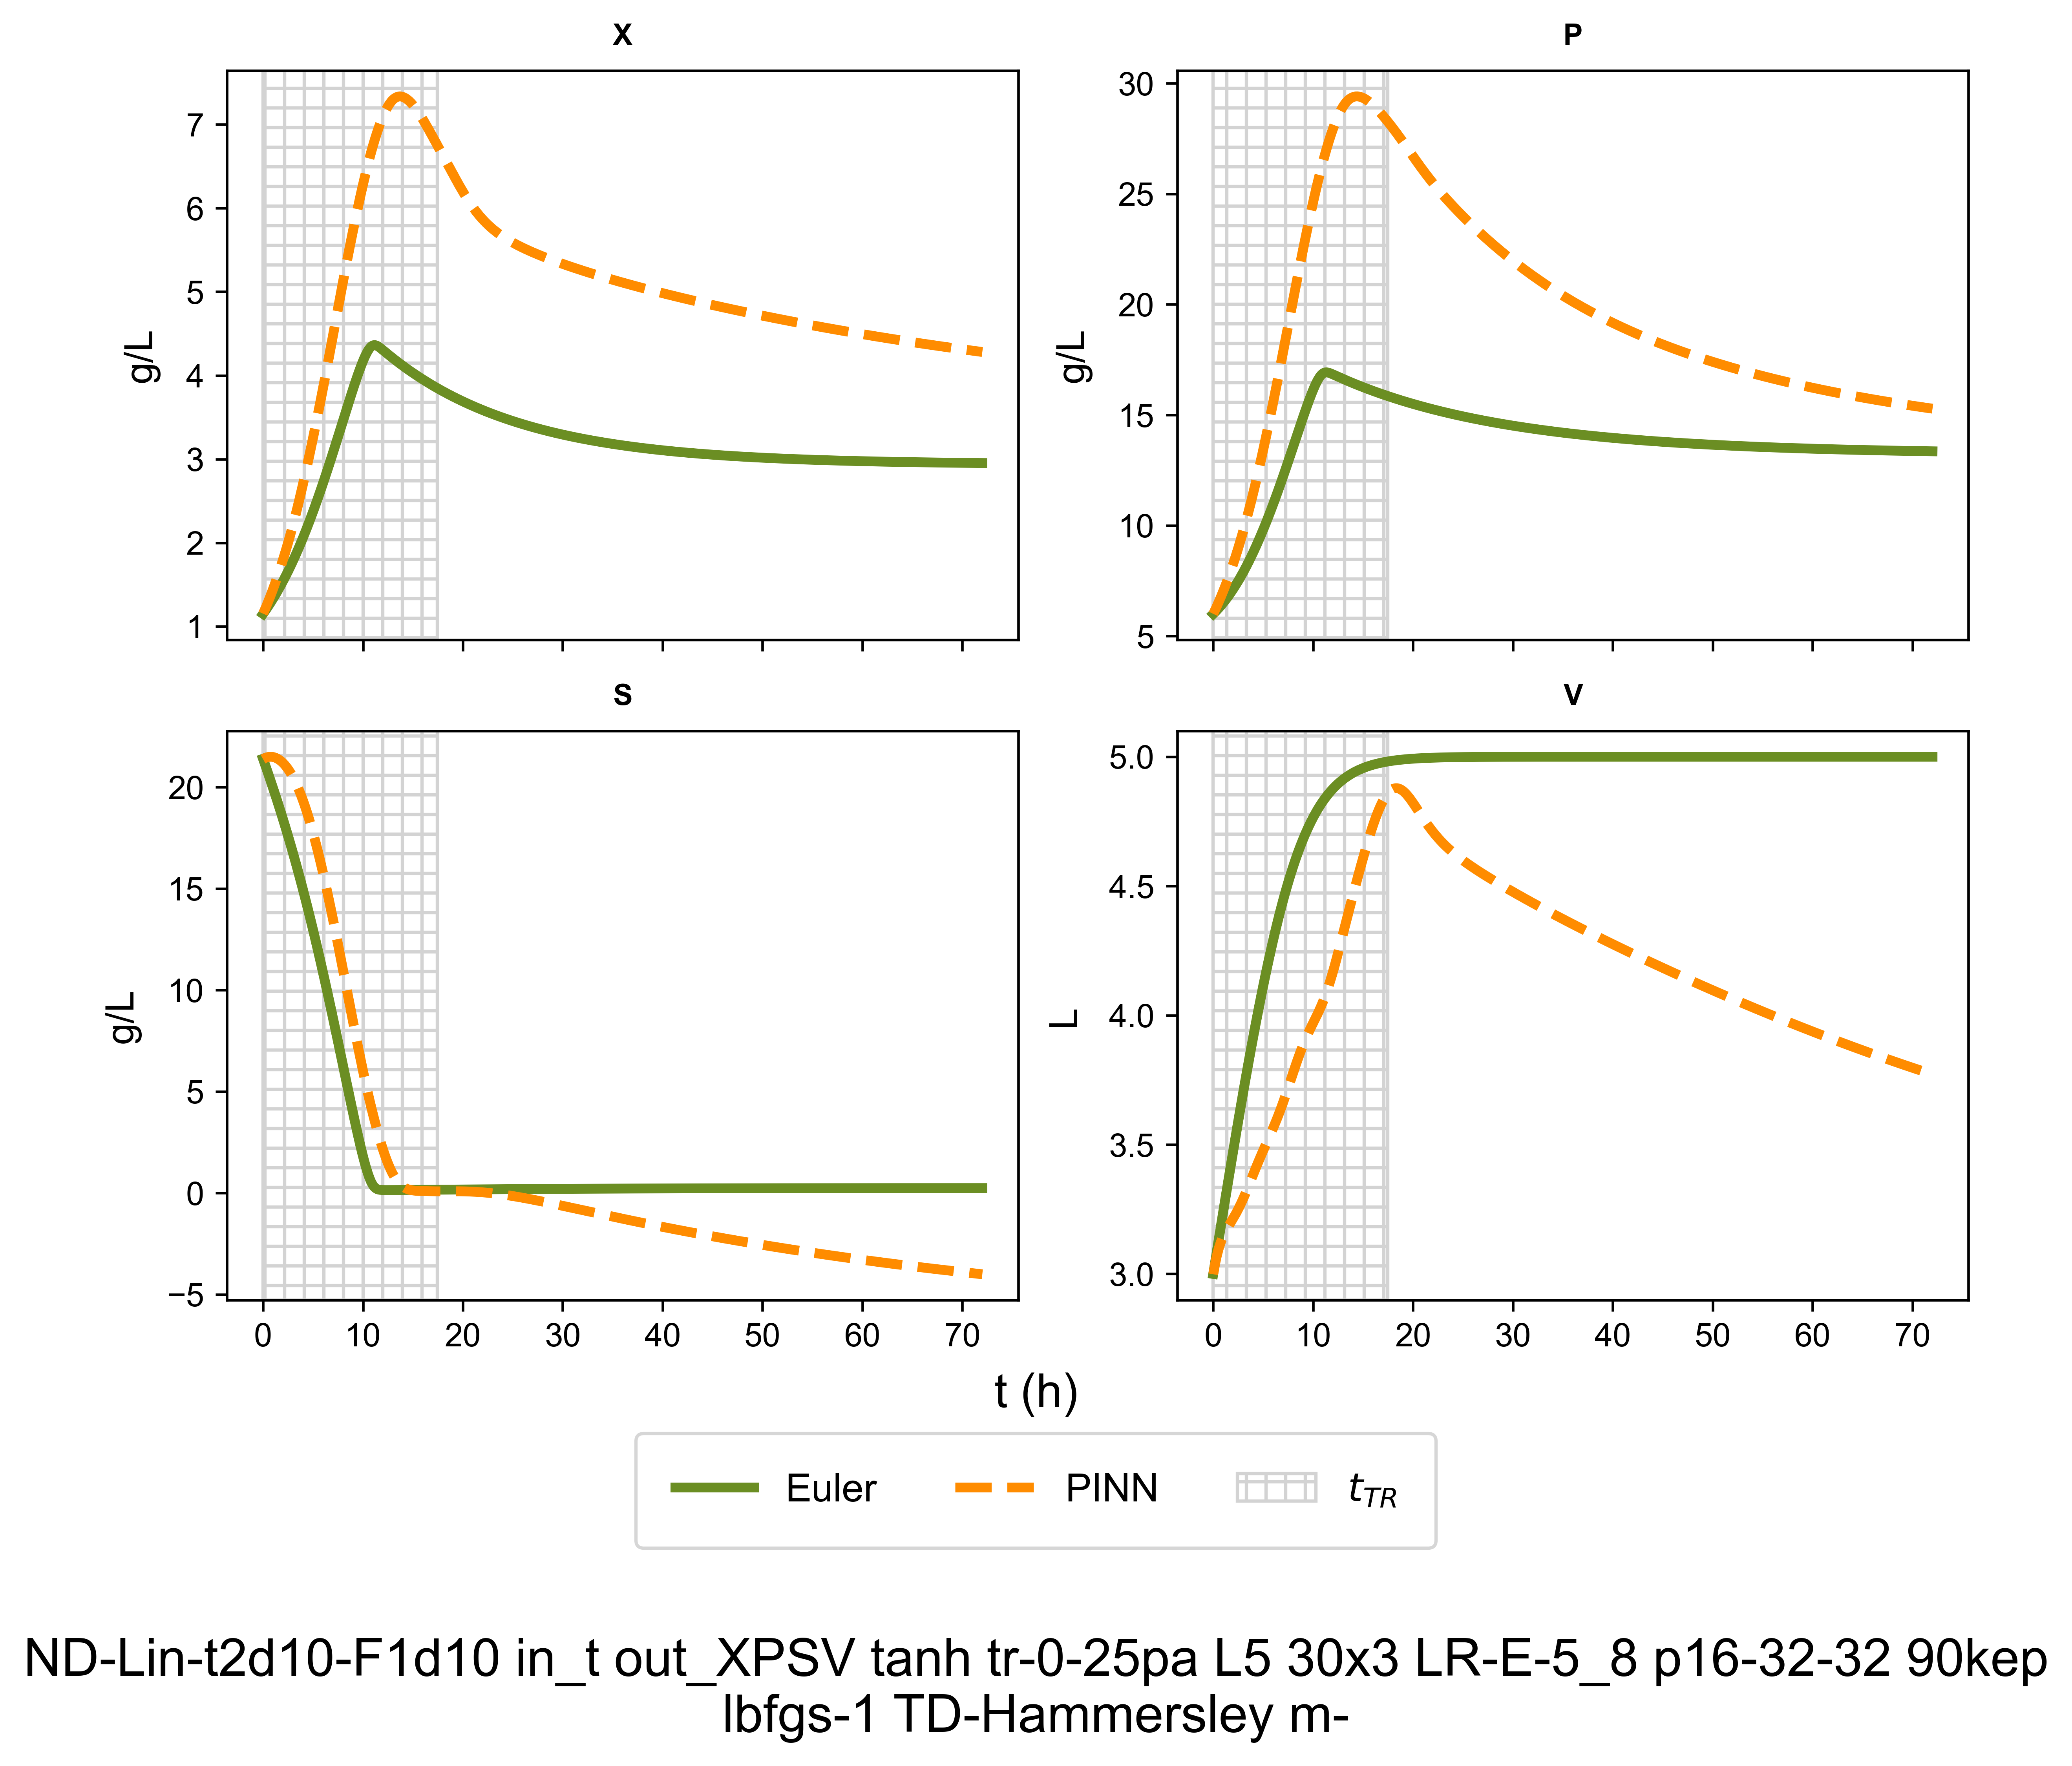 X
P
7
6
5
4
3
2
1
g/L
30
25
20
15
10
5
g/L
S
V
20
15
10
5
0
−5
g/L
0 10 20 30 40 50 60 70
5.0
4.5
4.0
3.5
3.0
L
0 10 20 30 40 50 60 70
t (h)
Euler PINN t_TR
ND-Lin-t2d10-F1d10 in_t out_XPSV tanh tr-0-25pa L5 30x3 LR-E-5_8 p16-32-32 90kep
lbfgs-1 TD-Hammersley m-